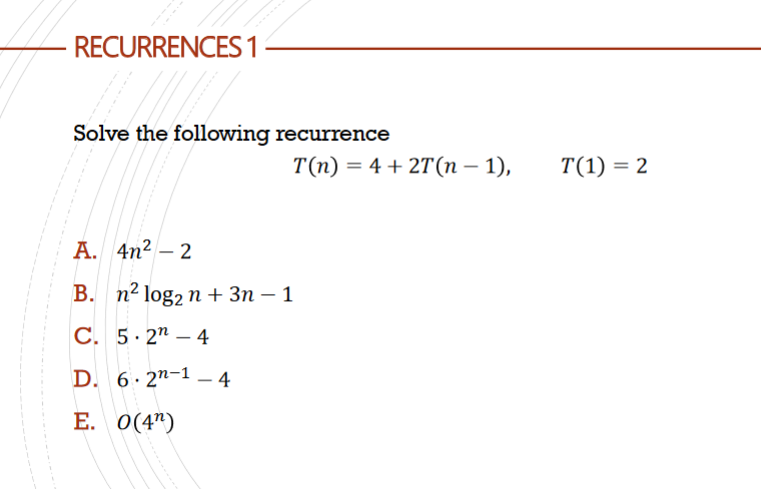 RECURRENCES 1
Solve the following recurrence
T(n) = 4 + 2T(n − 1), T(1) = 2
A. 4n² − 2
B. n² log₂ n + 3n − 1
C. 5 · 2ⁿ − 4
D. 6 · 2ⁿ⁻¹ − 4
E. O(4ⁿ)